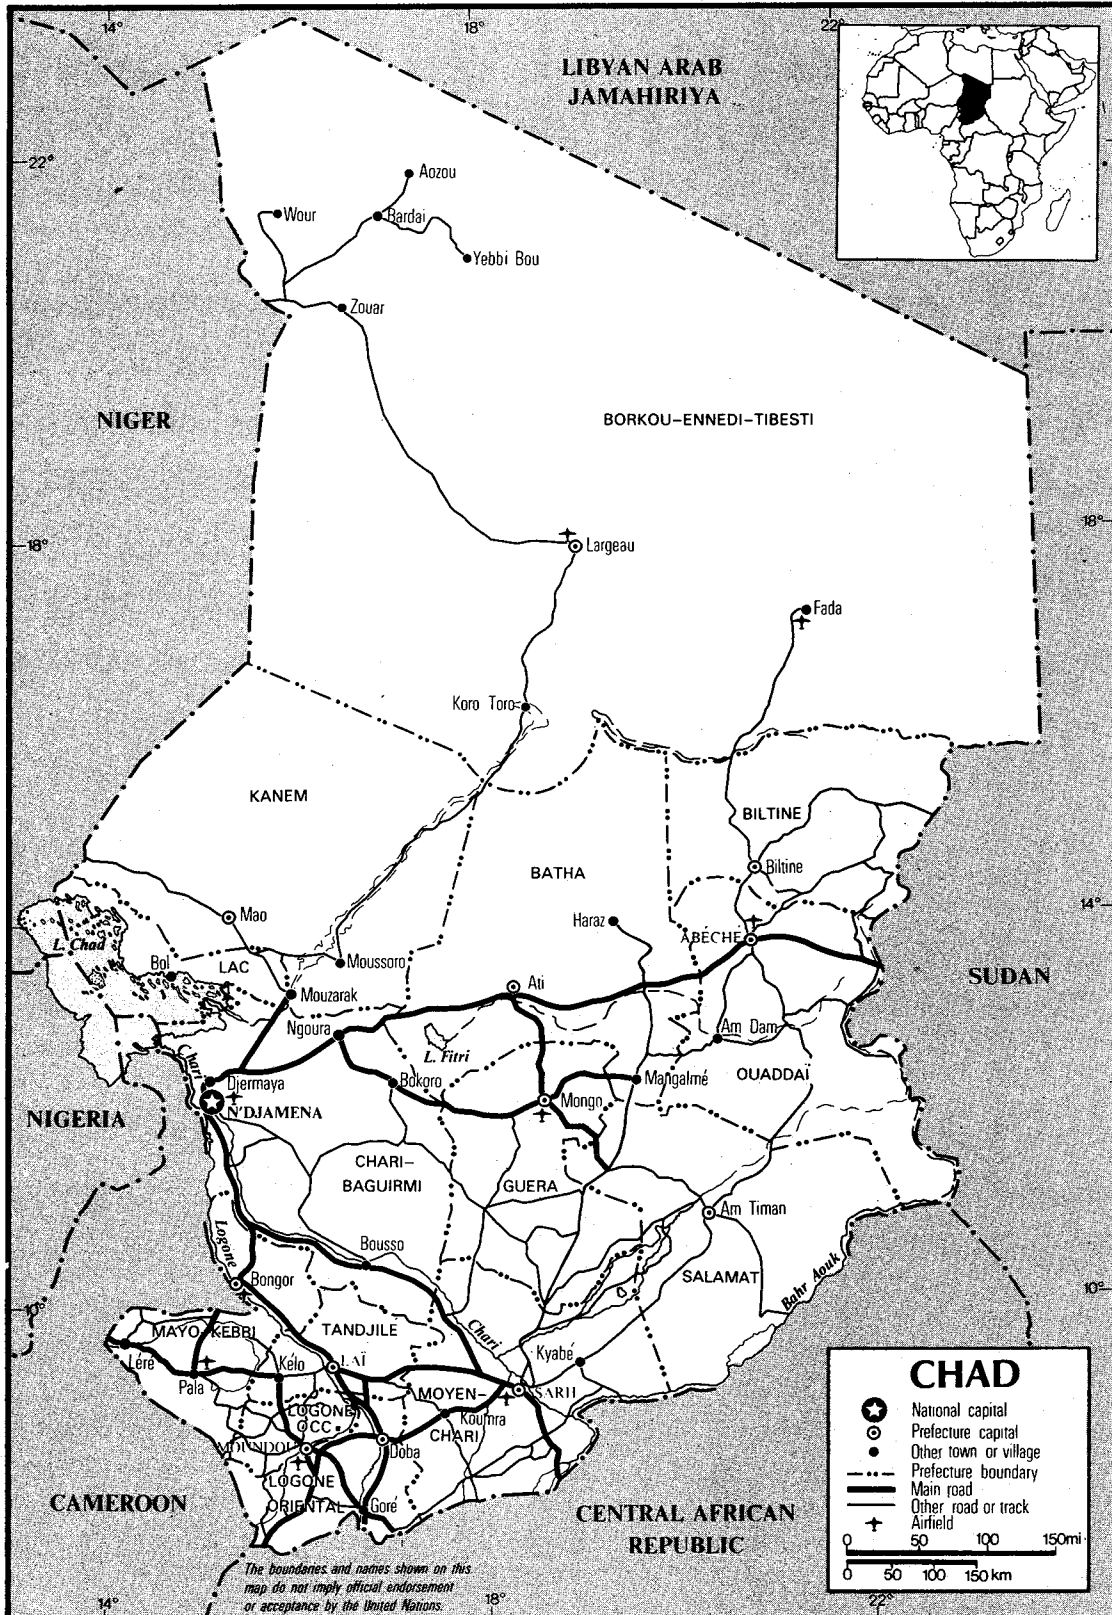 14°
18°
22°
LIBYAN ARAB
JAMAHIRIYA
22°
Aozou
Wour
Bardai
Yebbi Bou
Zouar
NIGER
BORKOU-ENNEDI-TIBESTI
18°
18°
Largeau
Fada
Koro Toro
KANEM
BILTINE
BATHA
Biltine
14°
Mao
Haraz
ABÉCHÉ
L. Chad
Bol
LAC
Moussoro
SUDAN
Ati
Mouzarak
Ngoura
Am Dam
L. Fitri
Chari
Djermaya
Bokoro
Mangalmé
OUADDAÏ
N'DJAMENA
Mongo
NIGERIA
CHARI-
BAGUIRMI
GUERA
Am Timan
Logone
Bousso
Bongor
SALAMAT
Bahr Aouk
10°
10°
MAYO-KEBBI
TANDJILE
Chari
Léré
Pala
Kélo
LAÏ
Kyabé
SARH
MOYEN-
CHARI
Koumra
LOGONE
OCC.
MOUNDOU
Doba
LOGONE
ORIENTAL
Goré
CAMEROON
CENTRAL AFRICAN
REPUBLIC
The boundaries and names shown on this
map do not imply official endorsement
or acceptance by the United Nations.
14°
18°
22°
CHAD
National capital
Prefecture capital
Other town or village
Prefecture boundary
Main road
Other road or track
Airfield
0 50 100 150 mi
0 50 100 150 km